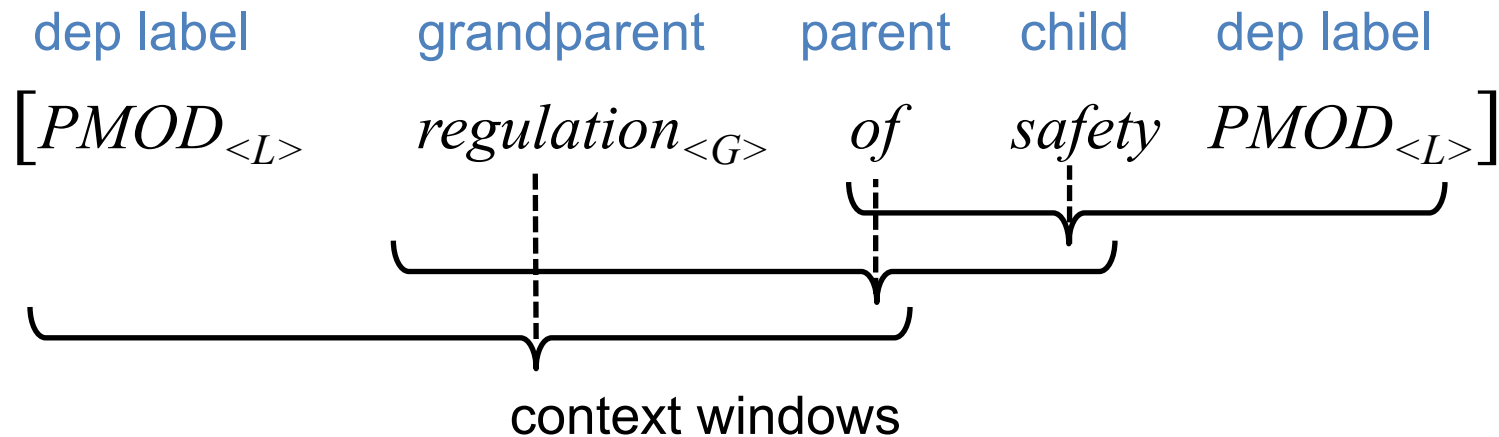 dep label grandparent parent child dep label
[PMOD<L> regulation<G> of safety PMOD<L>]
context windows